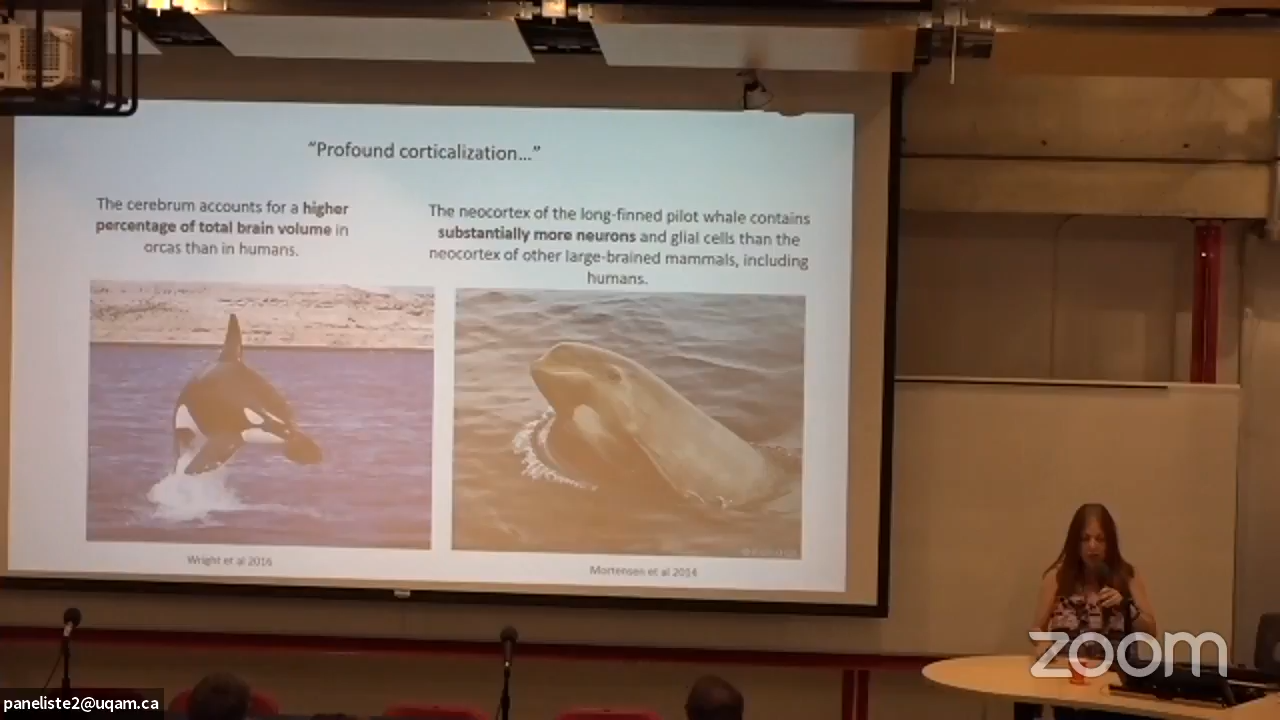 “Profound corticalization...”
The cerebrum accounts for a higher
percentage of total brain volume in
orcas than in humans.
The neocortex of the long-finned pilot whale contains
substantially more neurons and glial cells than the
neocortex of other large-brained mammals, including
humans.
Wright et al 2016
Mortensen et al 2014
zoom
paneliste2@uqam.ca